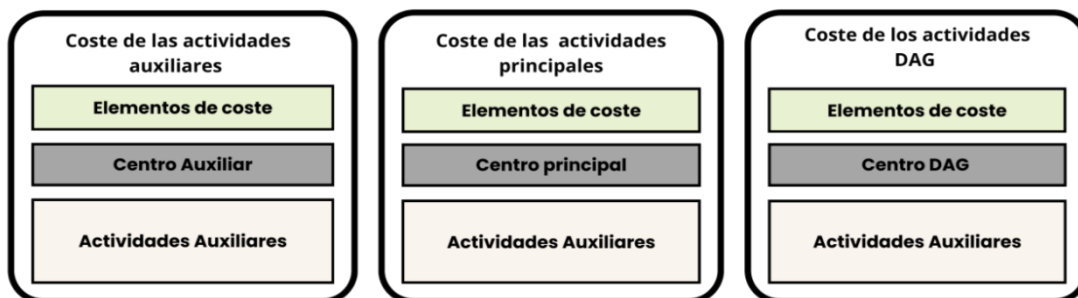 Coste de las actividades
auxiliares
Elementos de coste
Centro Auxiliar
Actividades Auxiliares
Coste de las actividades
principales
Elementos de coste
Centro principal
Actividades Auxiliares
Coste de los actividades
DAG
Elementos de coste
Centro DAG
Actividades Auxiliares